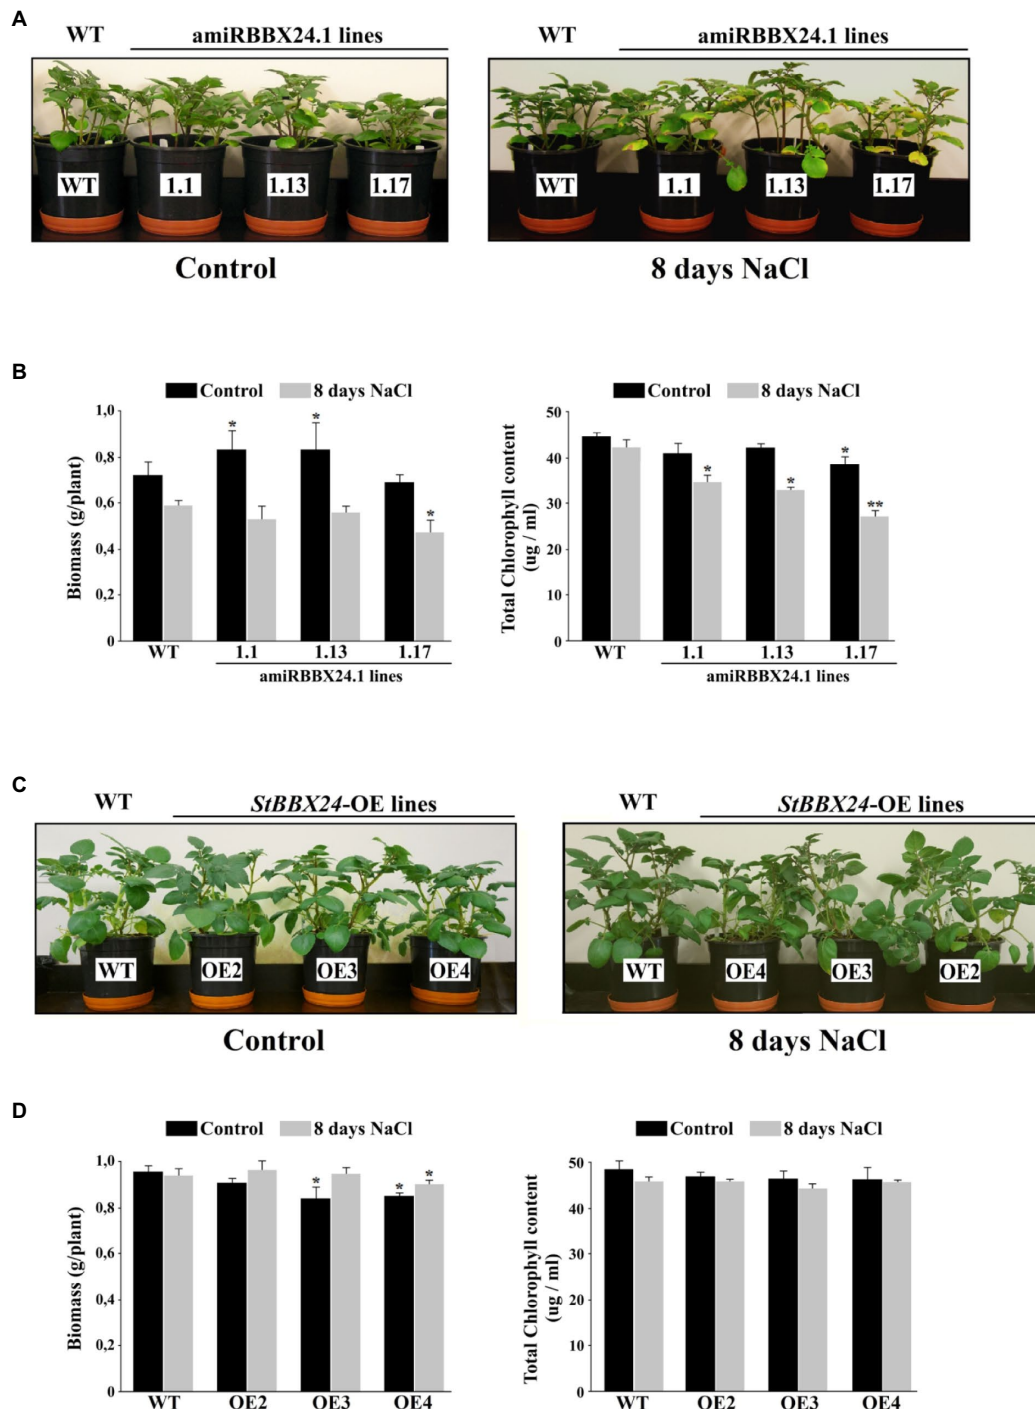 A
WT amiRBBX24.1 lines WT amiRBBX24.1 lines
WT 1.1 1.13 1.17 WT 1.1 1.13 1.17
Control 8 days NaCl
B
Control 8 days NaCl
Biomass (g/plant)
1,0
0,8
0,6
0,4
0,2
0
* * *
WT 1.1 1.13 1.17
amiRBBX24.1 lines
Control 8 days NaCl
Total Chlorophyll content
(ug / ml)
50
40
30
20
10
0
* * * **
WT 1.1 1.13 1.17
amiRBBX24.1 lines
C
WT StBBX24-OE lines WT StBBX24-OE lines
WT OE2 OE3 OE4 WT OE4 OE3 OE2
Control 8 days NaCl
D
Control 8 days NaCl
Biomass (g/plant)
1,0
0,8
0,6
0,4
0,2
0
* * *
WT OE2 OE3 OE4
Control 8 days NaCl
Total Chlorophyll content
(ug / ml)
50
40
30
20
10
0
WT OE2 OE3 OE4